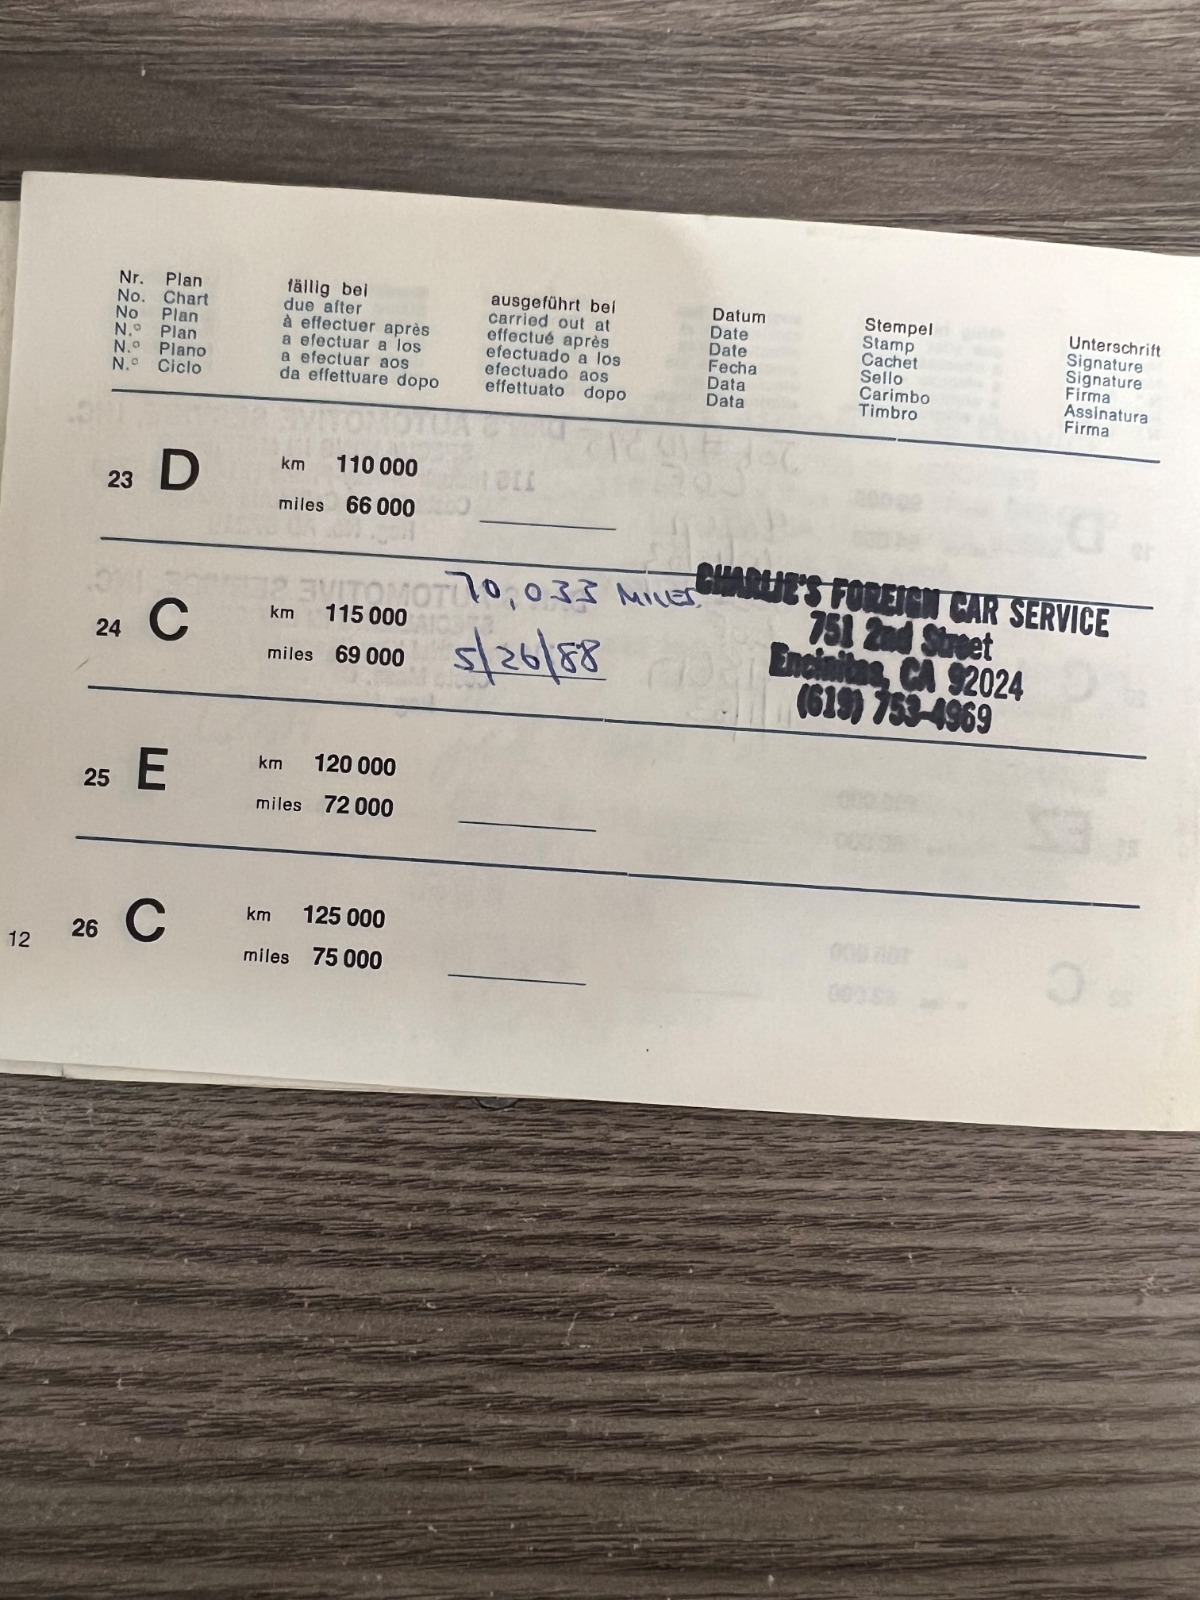 Nr. Plan fällig bei ausgeführt bei Datum Stempel Unterschrift
No. Chart due after carried out at Date Stamp Signature
No Plan à effectuer après effectué après Date Cachet Signature
N.º Plan a efectuar a los efectuado a los Fecha Sello Firma
N.º Plano a efectuar aos efectuado aos Data Carimbo Assinatura
N.º Ciclo da effettuare dopo effettuato dopo Data Timbro Firma
23 D km 110 000
miles 66 000
70,033 MILES
24 C km 115 000
miles 69 000 5/26/88
CHARLIE'S FOREIGN CAR SERVICE
751 2nd Street
Encinitas, CA 92024
(619) 753-4969
25 E km 120 000
miles 72 000
26 C km 125 000
miles 75 000
12